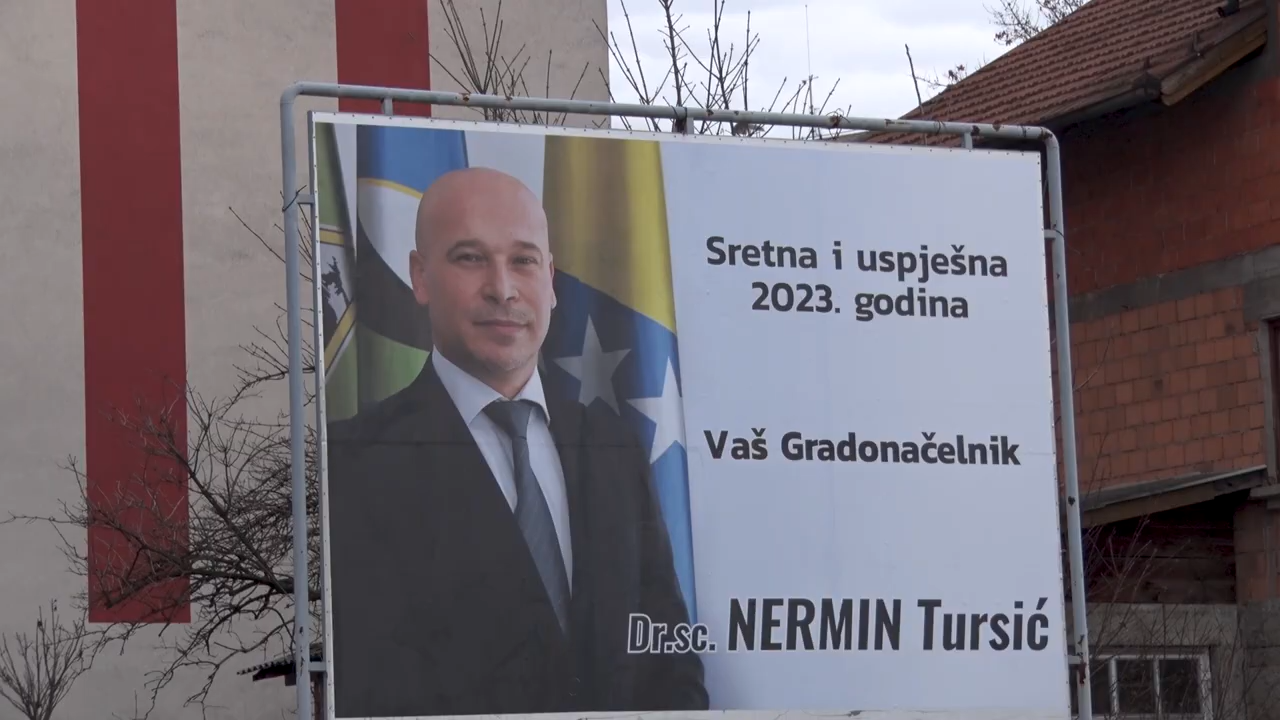 Sretna i uspješna
2023. godina
Vaš Gradonačelnik
Dr.sc. NERMIN Tursić